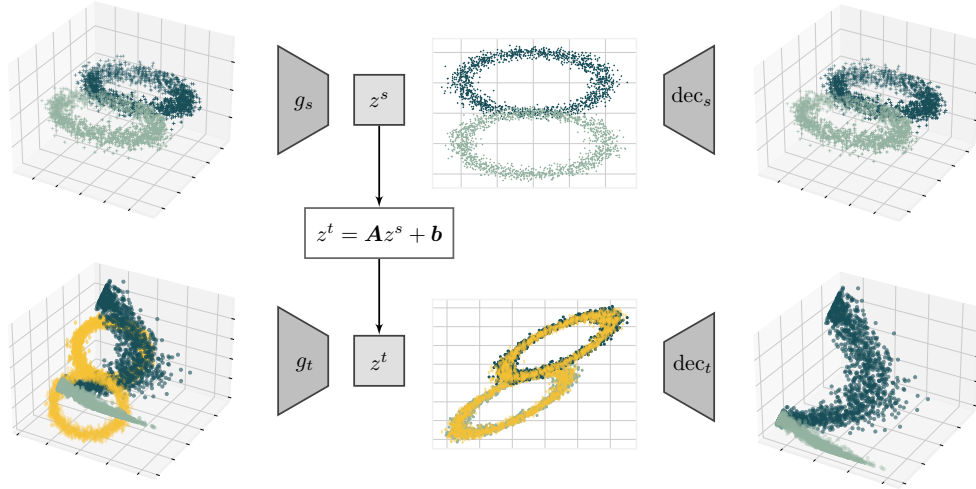 g_s
z^s
dec_s
z^t = Az^s + b
g_t
z^t
dec_t